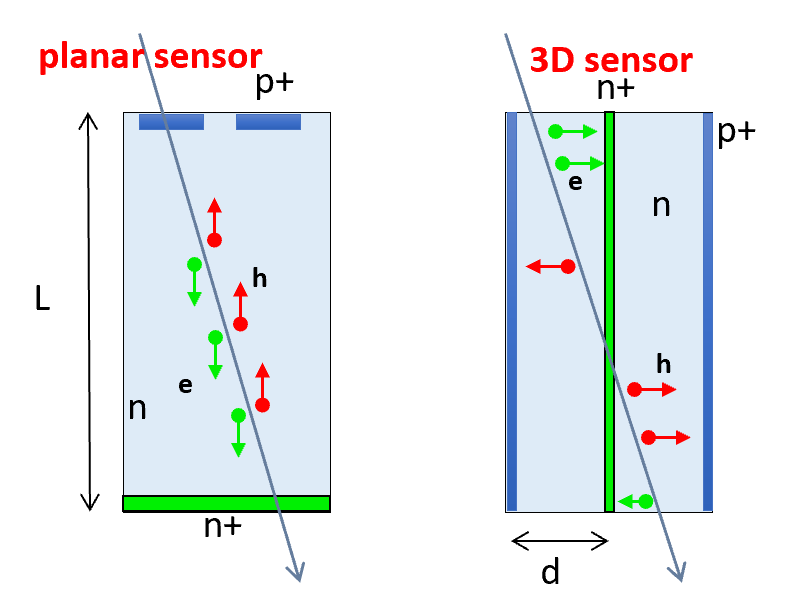 planar sensor
p+
L
h
e
n
n+
3D sensor
n+
p+
e
n
h
d